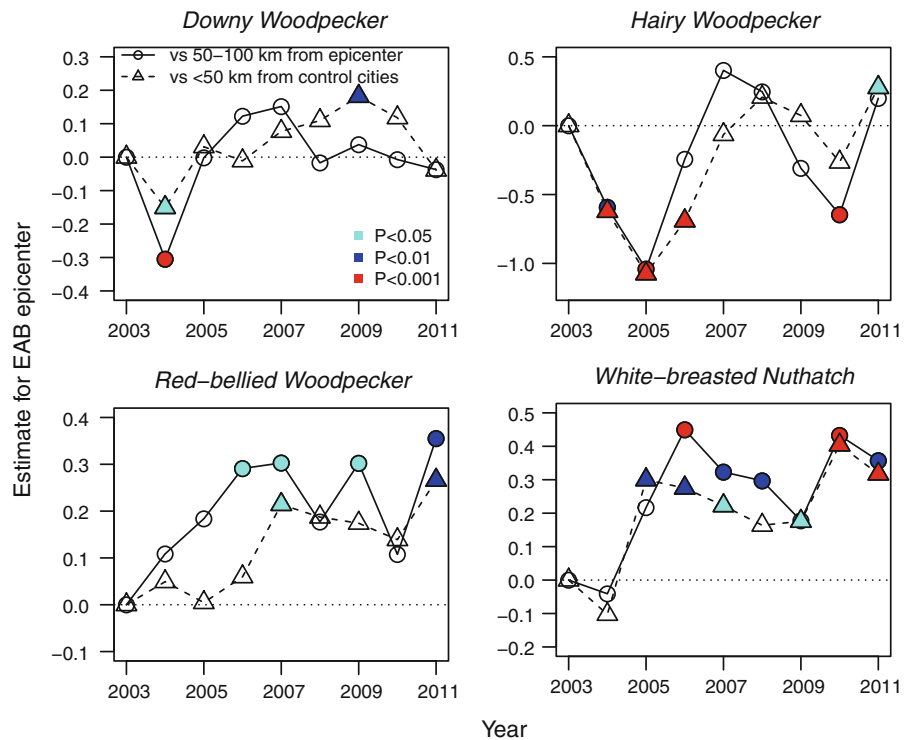 Downy Woodpecker
Hairy Woodpecker
0.3
0.2
0.1
0.0
−0.1
−0.2
−0.3
−0.4
vs 50−100 km from epicenter
vs <50 km from control cities
P<0.05
P<0.01
P<0.001
2003 2005 2007 2009 2011
0.5
0.0
−0.5
−1.0
2003 2005 2007 2009 2011
Estimate for EAB epicenter
Red−bellied Woodpecker
White−breasted Nuthatch
0.4
0.3
0.2
0.1
0.0
−0.1
2003 2005 2007 2009 2011
0.5
0.4
0.3
0.2
0.1
0.0
−0.1
−0.2
2003 2005 2007 2009 2011
Year